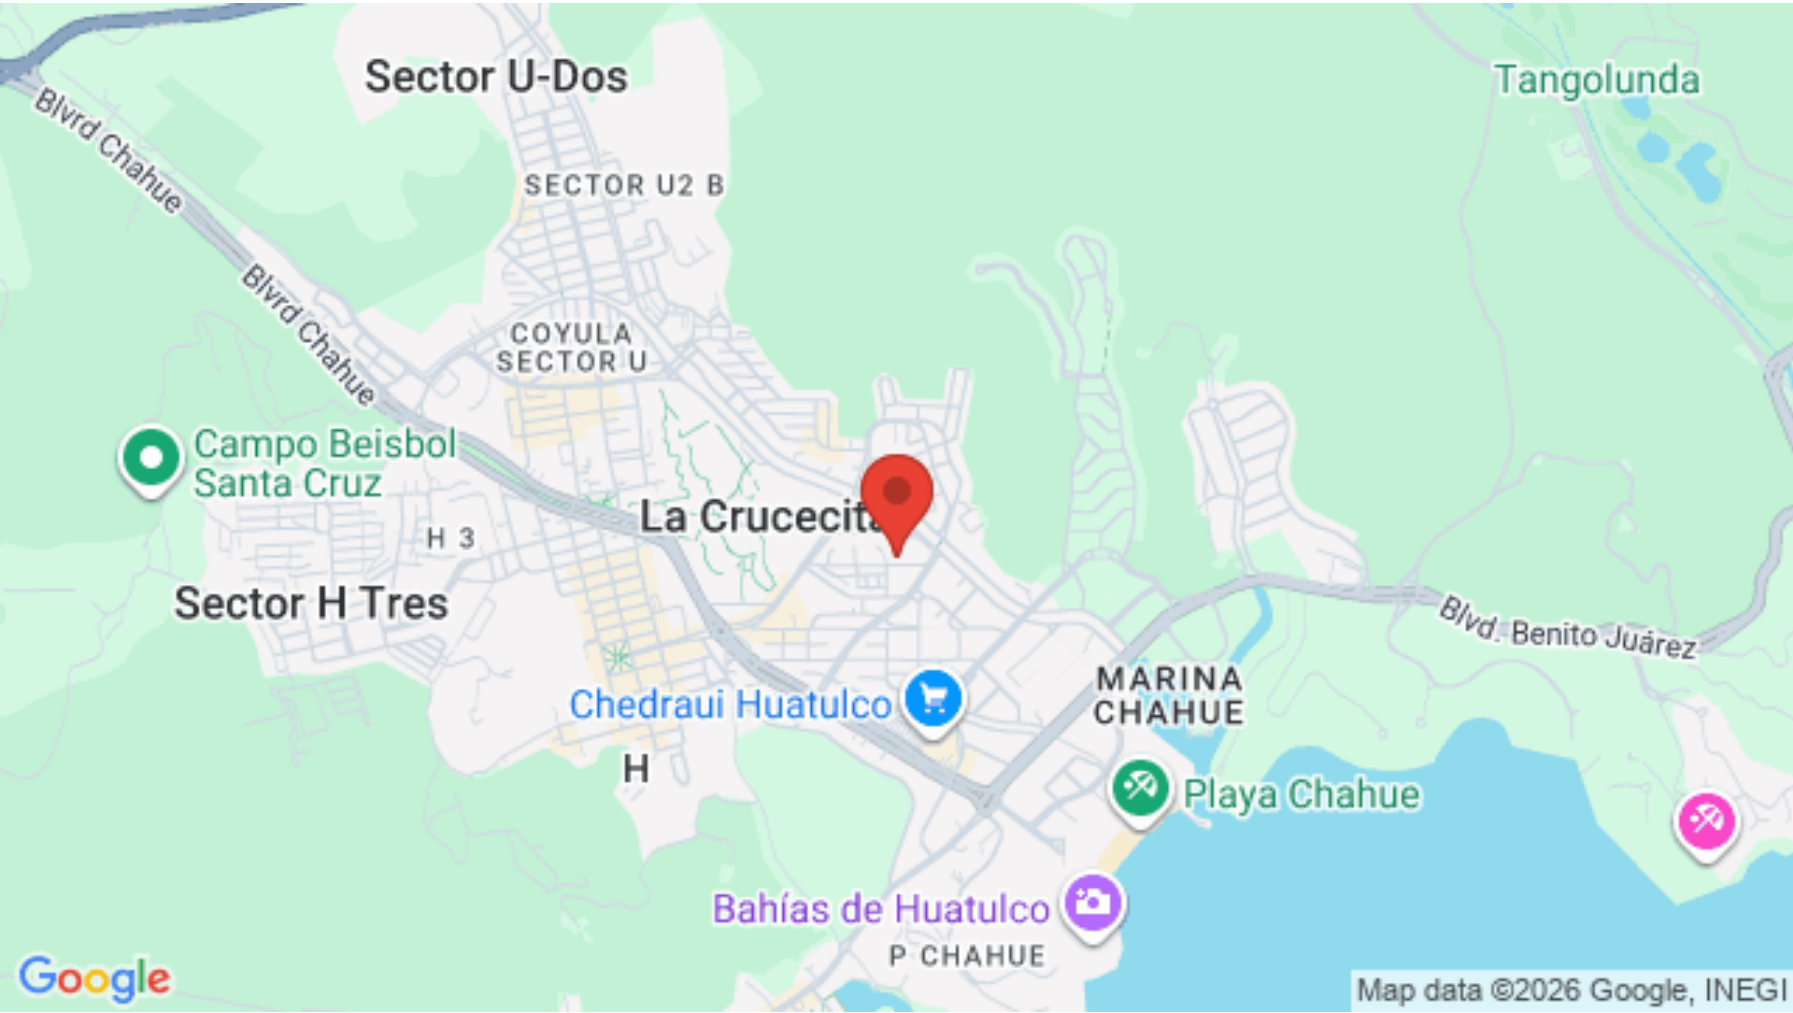 Sector U-Dos
Tangolunda
Blvrd Chahue
SECTOR U2 B
Blvrd Chahue
COYULA
SECTOR U
Campo Beisbol
Santa Cruz
La Crucecita
H 3
Sector H Tres
Blvd. Benito Juárez
MARINA
CHAHUE
Chedraui Huatulco
H
Playa Chahue
Bahías de Huatulco
P CHAHUE
Google
Map data ©2026 Google, INEGI